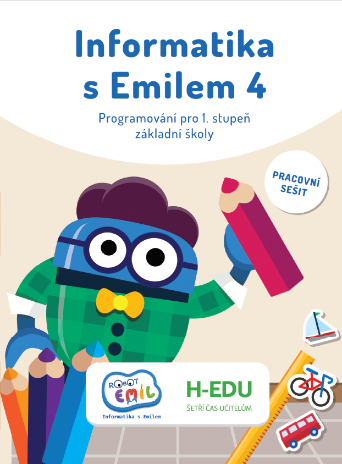 Informatika
s Emilem 4
Programování pro 1. stupeň
základní školy
PRACOVNÍ
SEŠIT
ROBOT
EMIL
Informatika s Emilem
H-EDU
ŠETŘÍ ČAS UČITELŮM